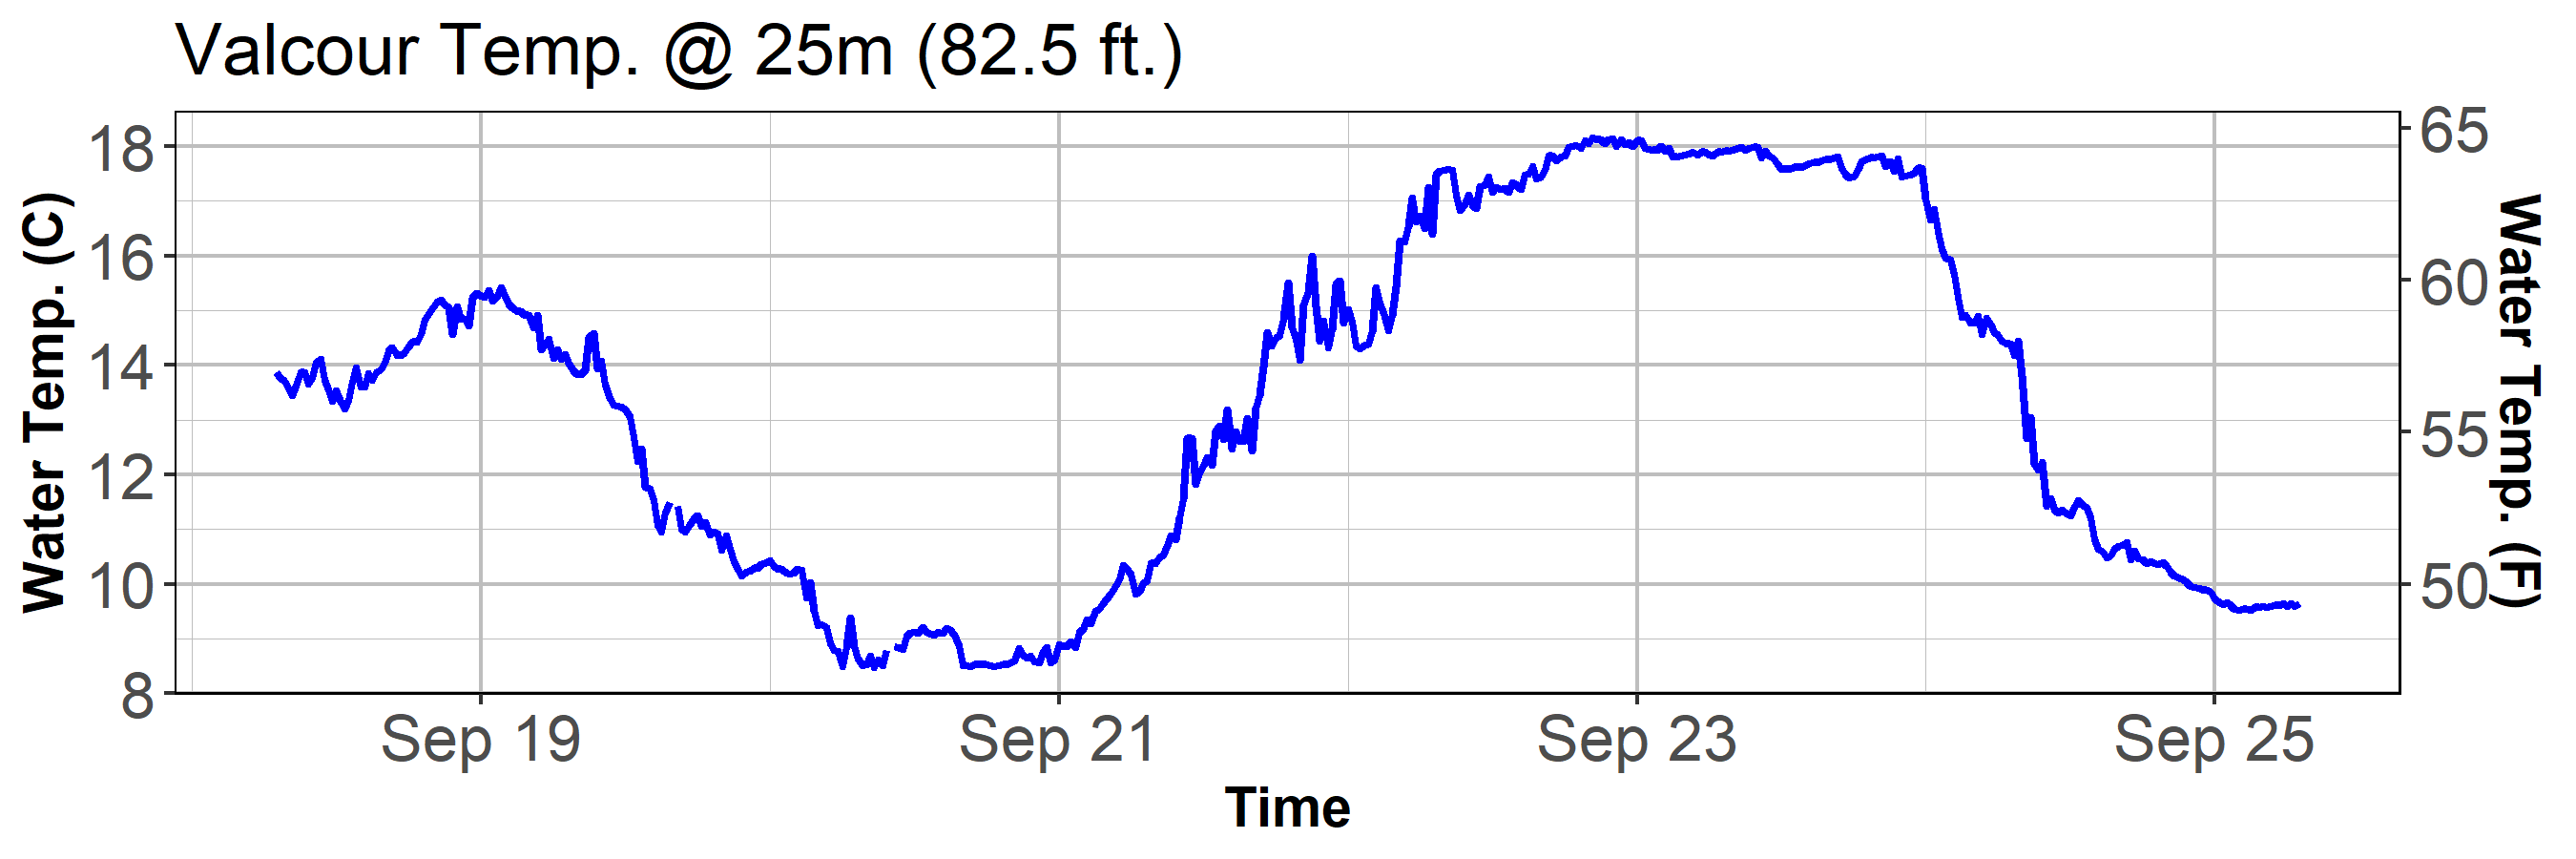 Valcour Temp. @ 25m (82.5 ft.)
Water Temp. (C)
18
16
14
12
10
8
65
60
55
50
Water Temp. (F)
Sep 19
Sep 21
Sep 23
Sep 25
Time